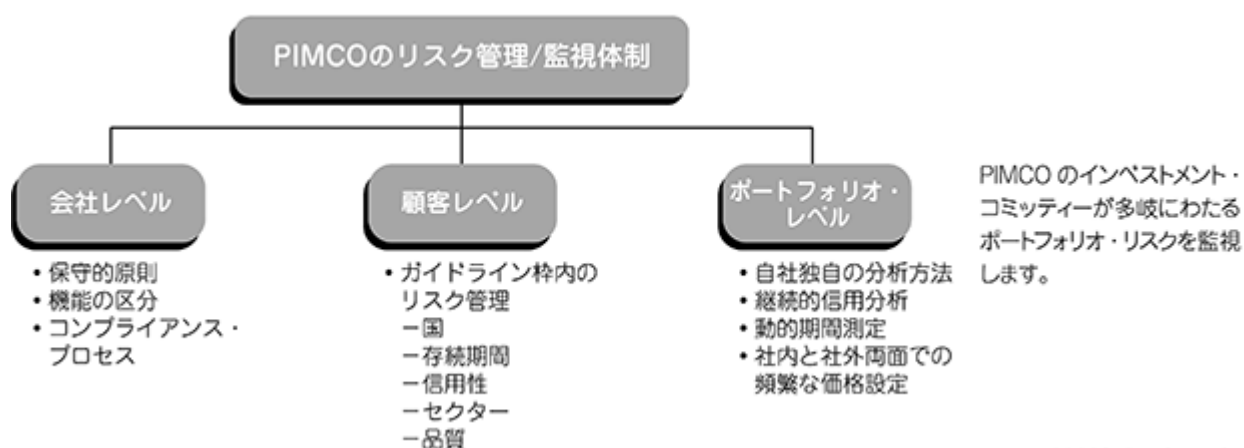 PIMCOのリスク管理/監視体制
会社レベル
• 保守的原則
• 機能の区分
• コンプライアンス・
プロセス
顧客レベル
• ガイドライン枠内の
リスク管理
ー国
ー存続期間
ー信用性
ーセクター
ー品質
ポートフォリオ・
レベル
• 自社独自の分析方法
• 継続的信用分析
• 動的期間測定
• 社内と社外両面での
頻繁な価格設定
PIMCO のインベストメント・
コミッティーが多岐にわたる
ポートフォリオ・リスクを監視
します。